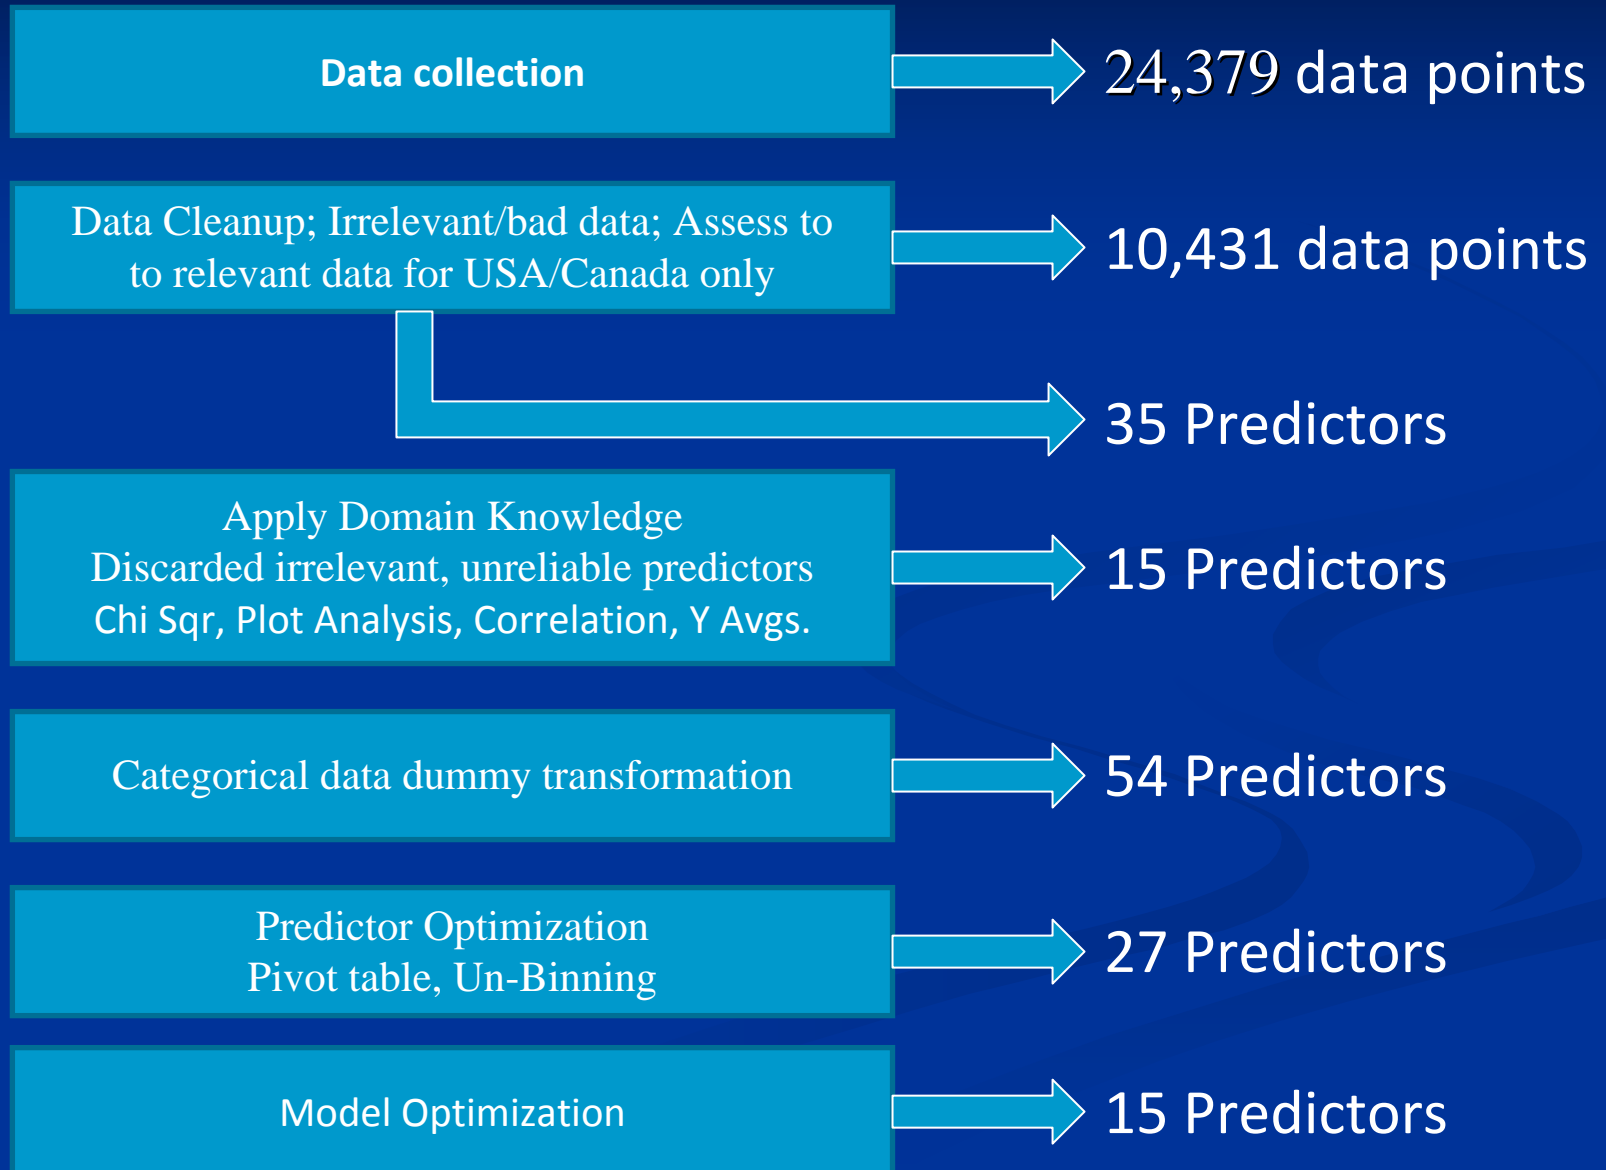 Data collection
24,379 data points
Data Cleanup; Irrelevant/bad data; Assess to
to relevant data for USA/Canada only
10,431 data points
35 Predictors
Apply Domain Knowledge
Discarded irrelevant, unreliable predictors
Chi Sqr, Plot Analysis, Correlation, Y Avgs.
15 Predictors
Categorical data dummy transformation
54 Predictors
Predictor Optimization
Pivot table, Un-Binning
27 Predictors
Model Optimization
15 Predictors